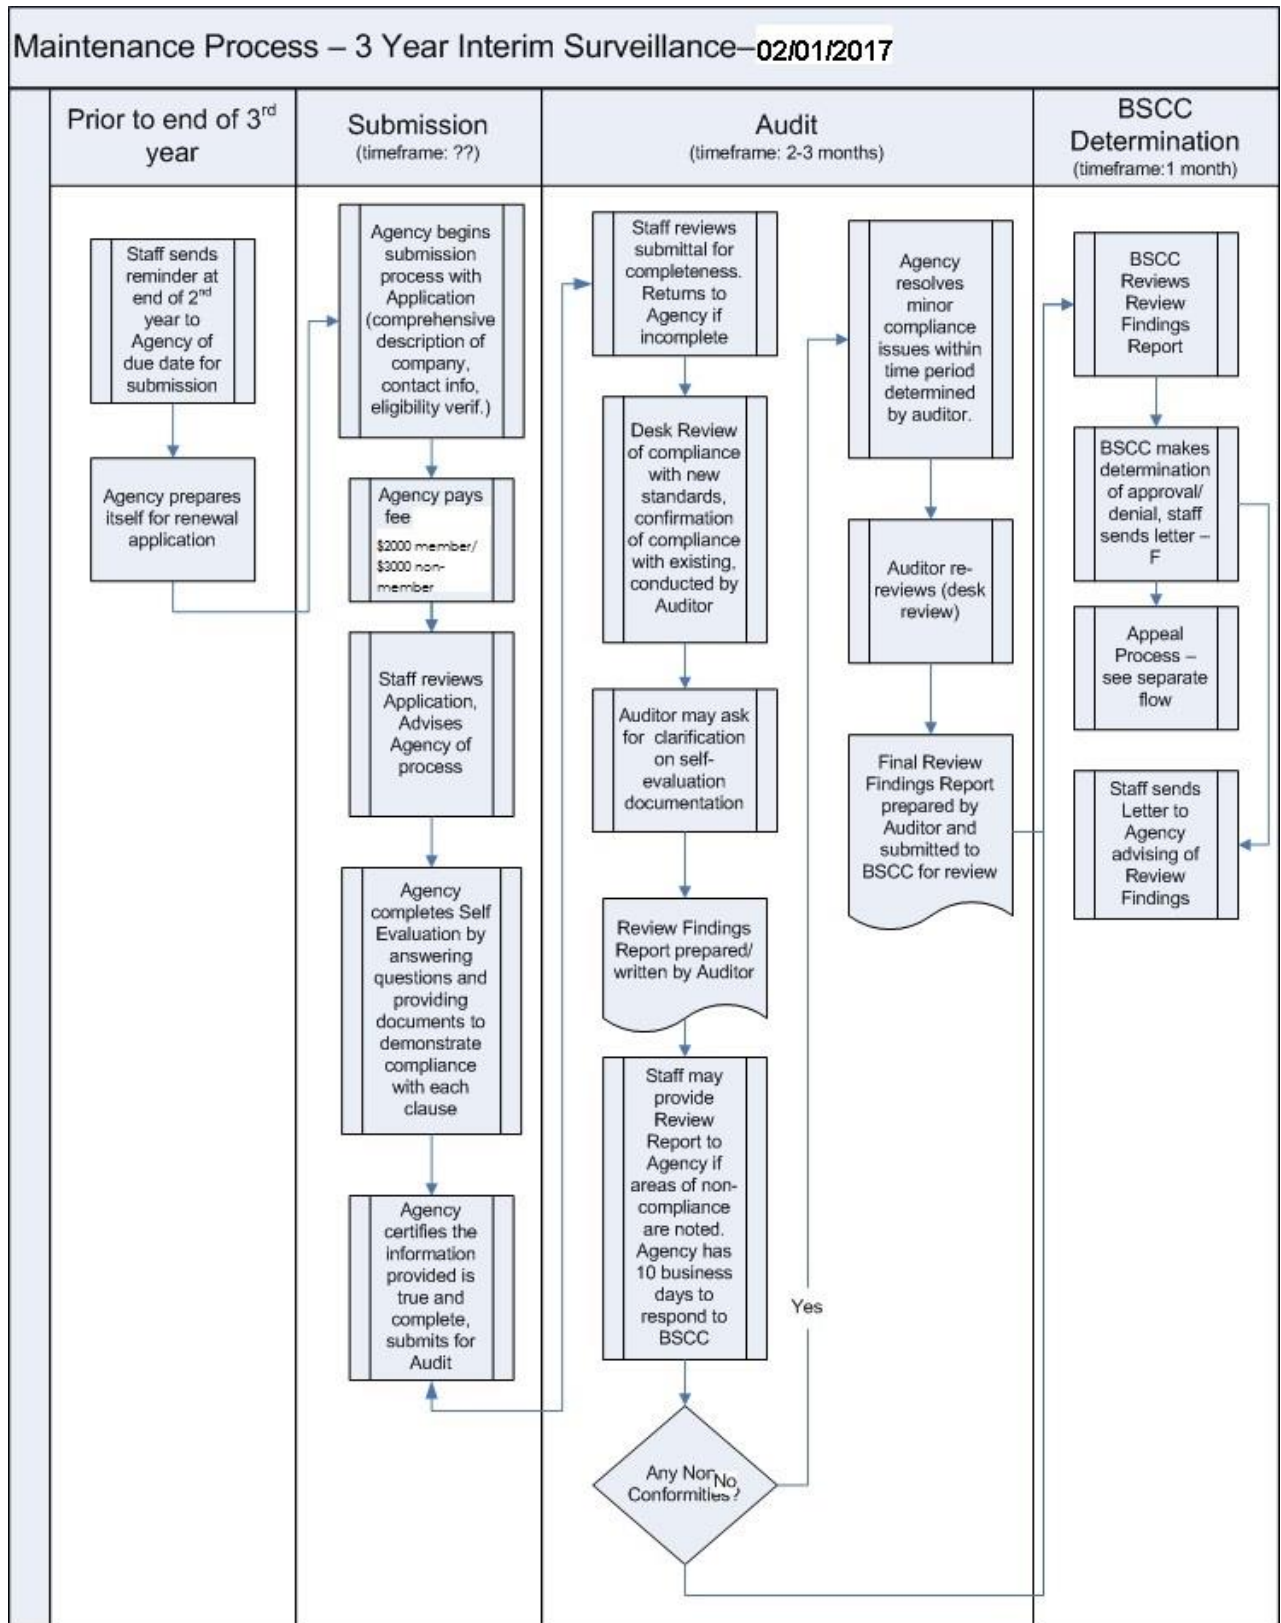 Maintenance Process – 3 Year Interim Surveillance–02/01/2017
Prior to end of 3rd
year
Submission
(timeframe: ??)
Audit
(timeframe: 2-3 months)
BSCC
Determination
(timeframe:1 month)
Staff sends
reminder at
end of 2nd
year to
Agency of
due date for
submission
Agency prepares
itself for renewal
application
Agency begins
submission
process with
Application
(comprehensive
description of
company,
contact info,
eligibility verif.)
Agency pays
fee
$2000 member/
$3000 non-
member
Staff reviews
Application,
Advises
Agency of
process
Agency
completes Self
Evaluation by
answering
questions and
providing
documents to
demonstrate
compliance
with each
clause
Agency
certifies the
information
provided is
true and
complete,
submits for
Audit
Staff reviews
submittal for
completeness.
Returns to
Agency if
incomplete
Desk Review
of compliance
with new
standards,
confirmation
of compliance
with existing,
conducted by
Auditor
Auditor may ask
for clarification
on self-
evaluation
documentation
Review Findings
Report prepared/
written by Auditor
Staff may
provide
Review
Report to
Agency if
areas of non-
compliance
are noted.
Agency has
10 business
days to
respond to
BSCC
Any Non
No
Conformities?
Yes
Agency
resolves
minor
compliance
issues within
time period
determined
by auditor.
Auditor re-
reviews (desk
review)
Final Review
Findings Report
prepared by
Auditor and
submitted to
BSCC for review
BSCC
Reviews
Review
Findings
Report
BSCC makes
determination
of approval/
denial, staff
sends letter –
F
Appeal
Process –
see separate
flow
Staff sends
Letter to
Agency
advising of
Review
Findings